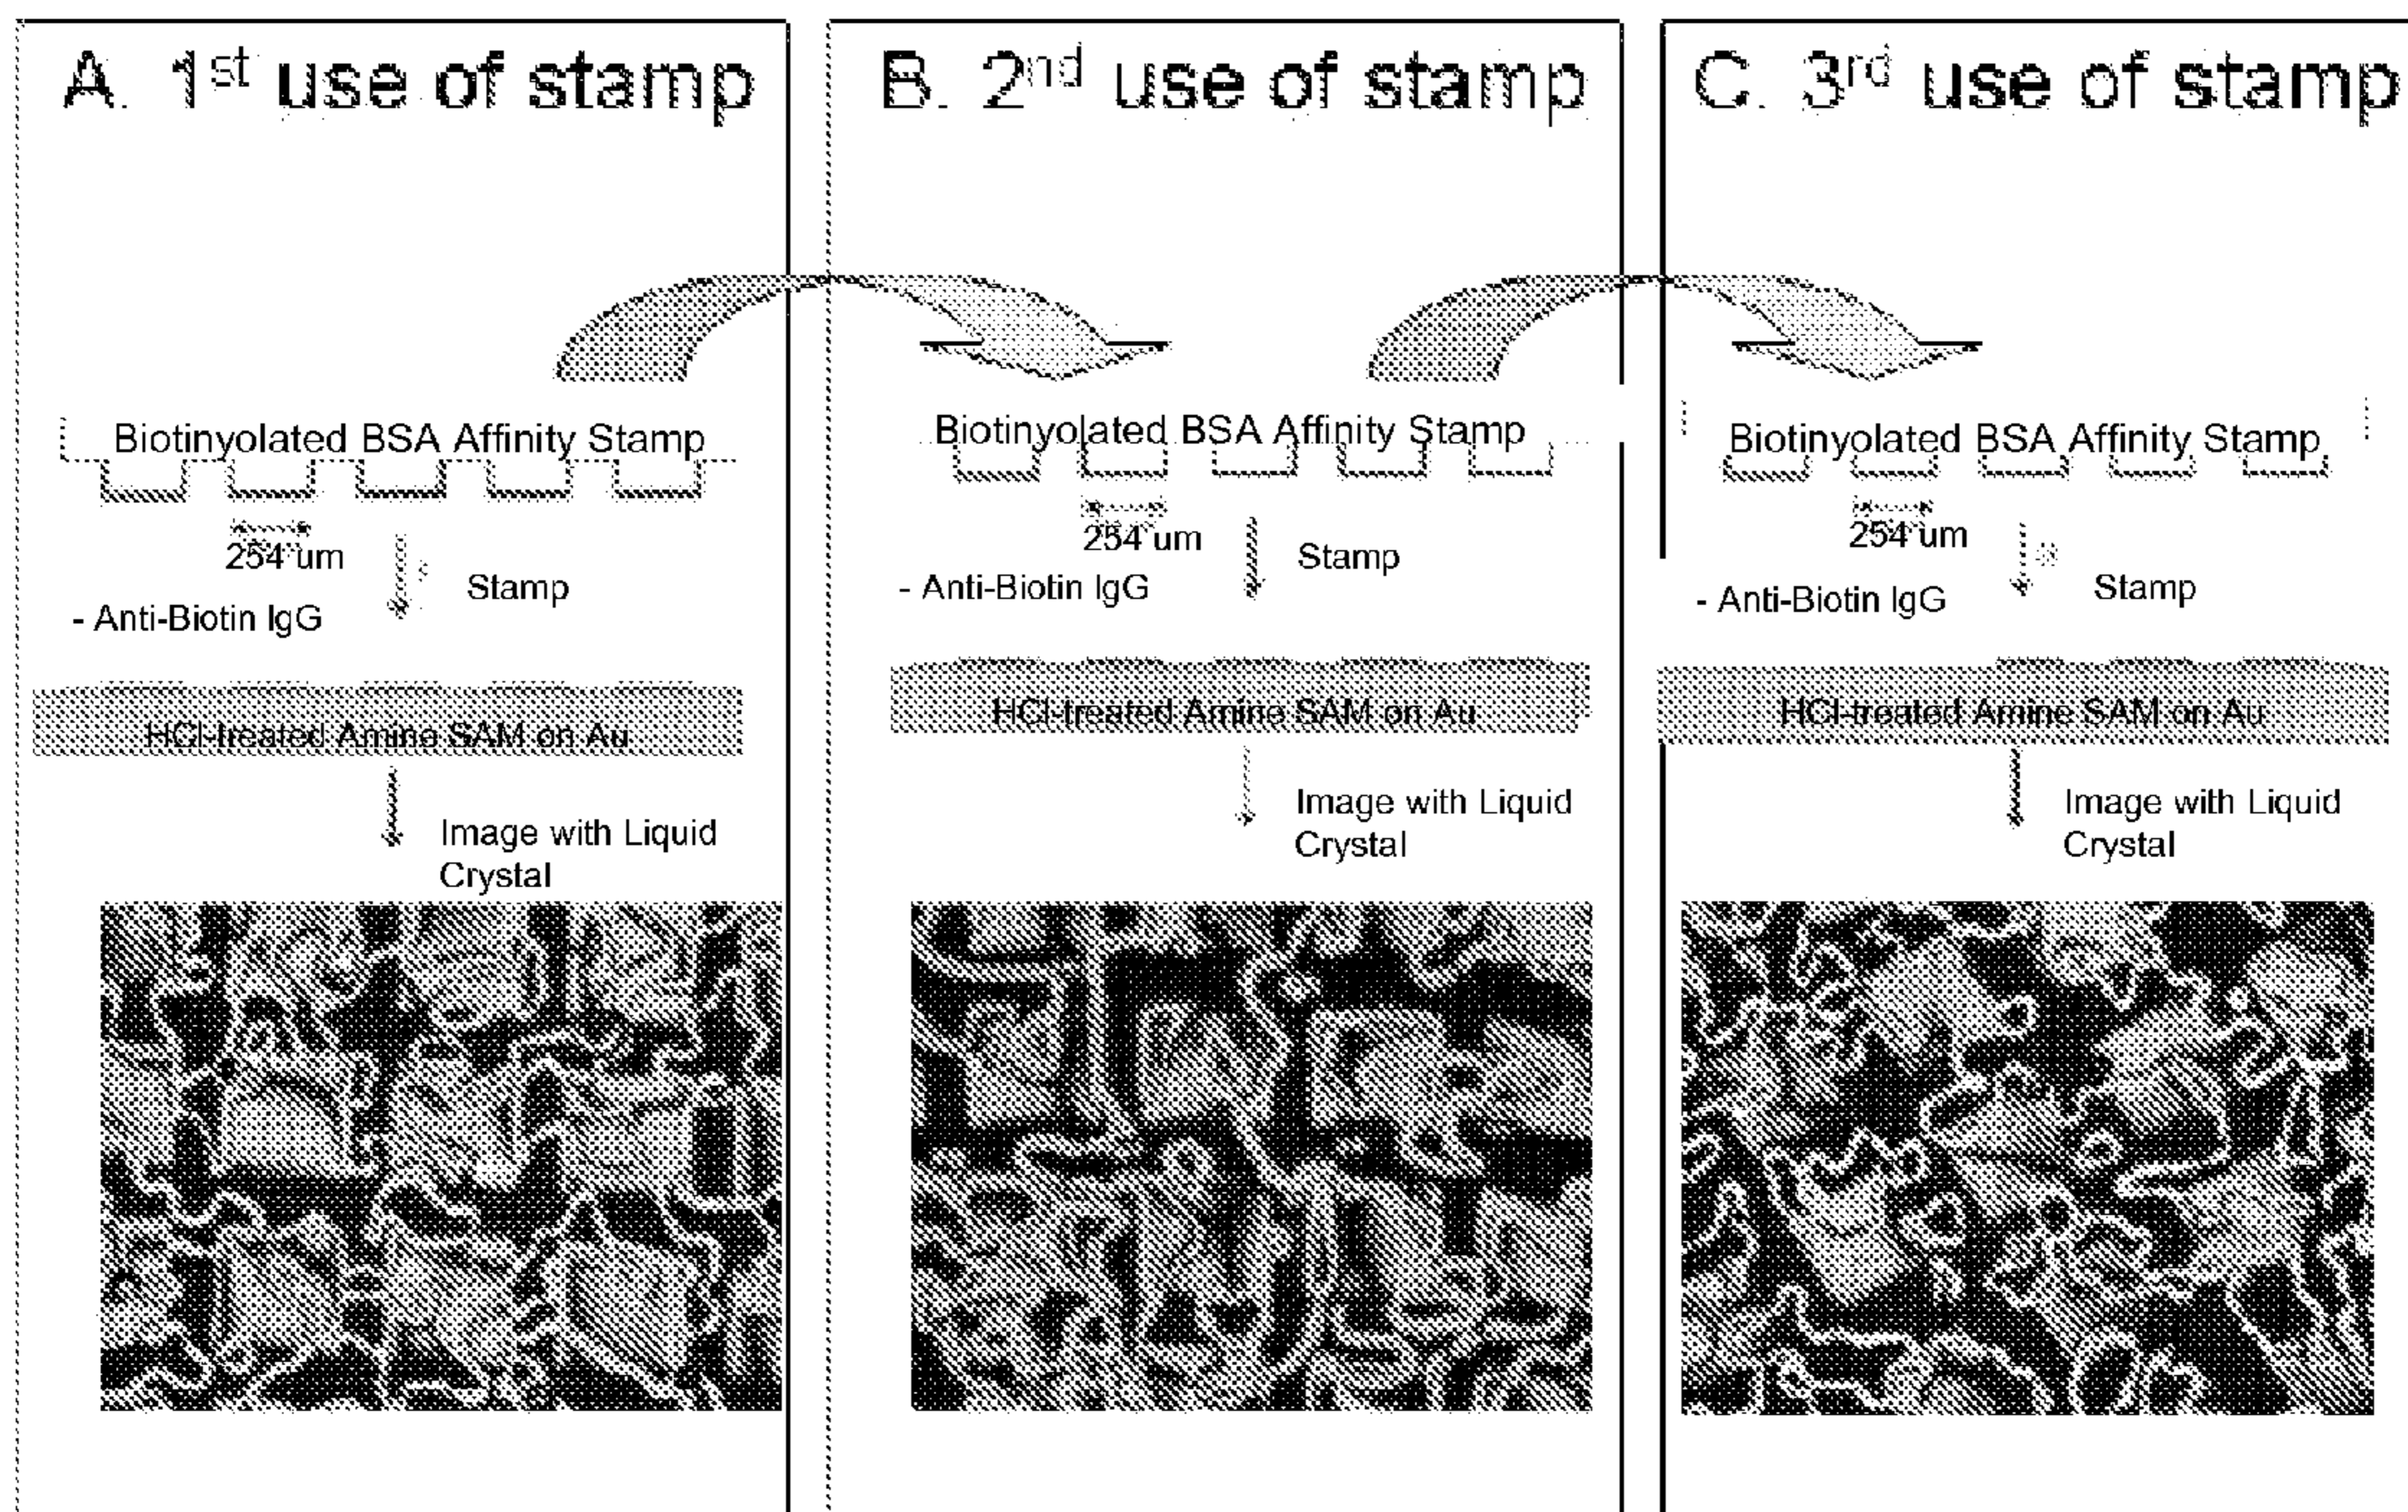 A. 1st use of stamp
Biotinyolated BSA Affinity Stamp
254 um
Stamp
- Anti-Biotin IgG
HCl-treated Amine SAM on Au
Image with Liquid
Crystal
B. 2nd use of stamp
Biotinyolated BSA Affinity Stamp
254 um
Stamp
- Anti-Biotin IgG
HCl-treated Amine SAM on Au
Image with Liquid
Crystal
C. 3rd use of stamp
Biotinyolated BSA Affinity Stamp
254 um
Stamp
- Anti-Biotin IgG
HCl-treated Amine SAM on Au
Image with Liquid
Crystal